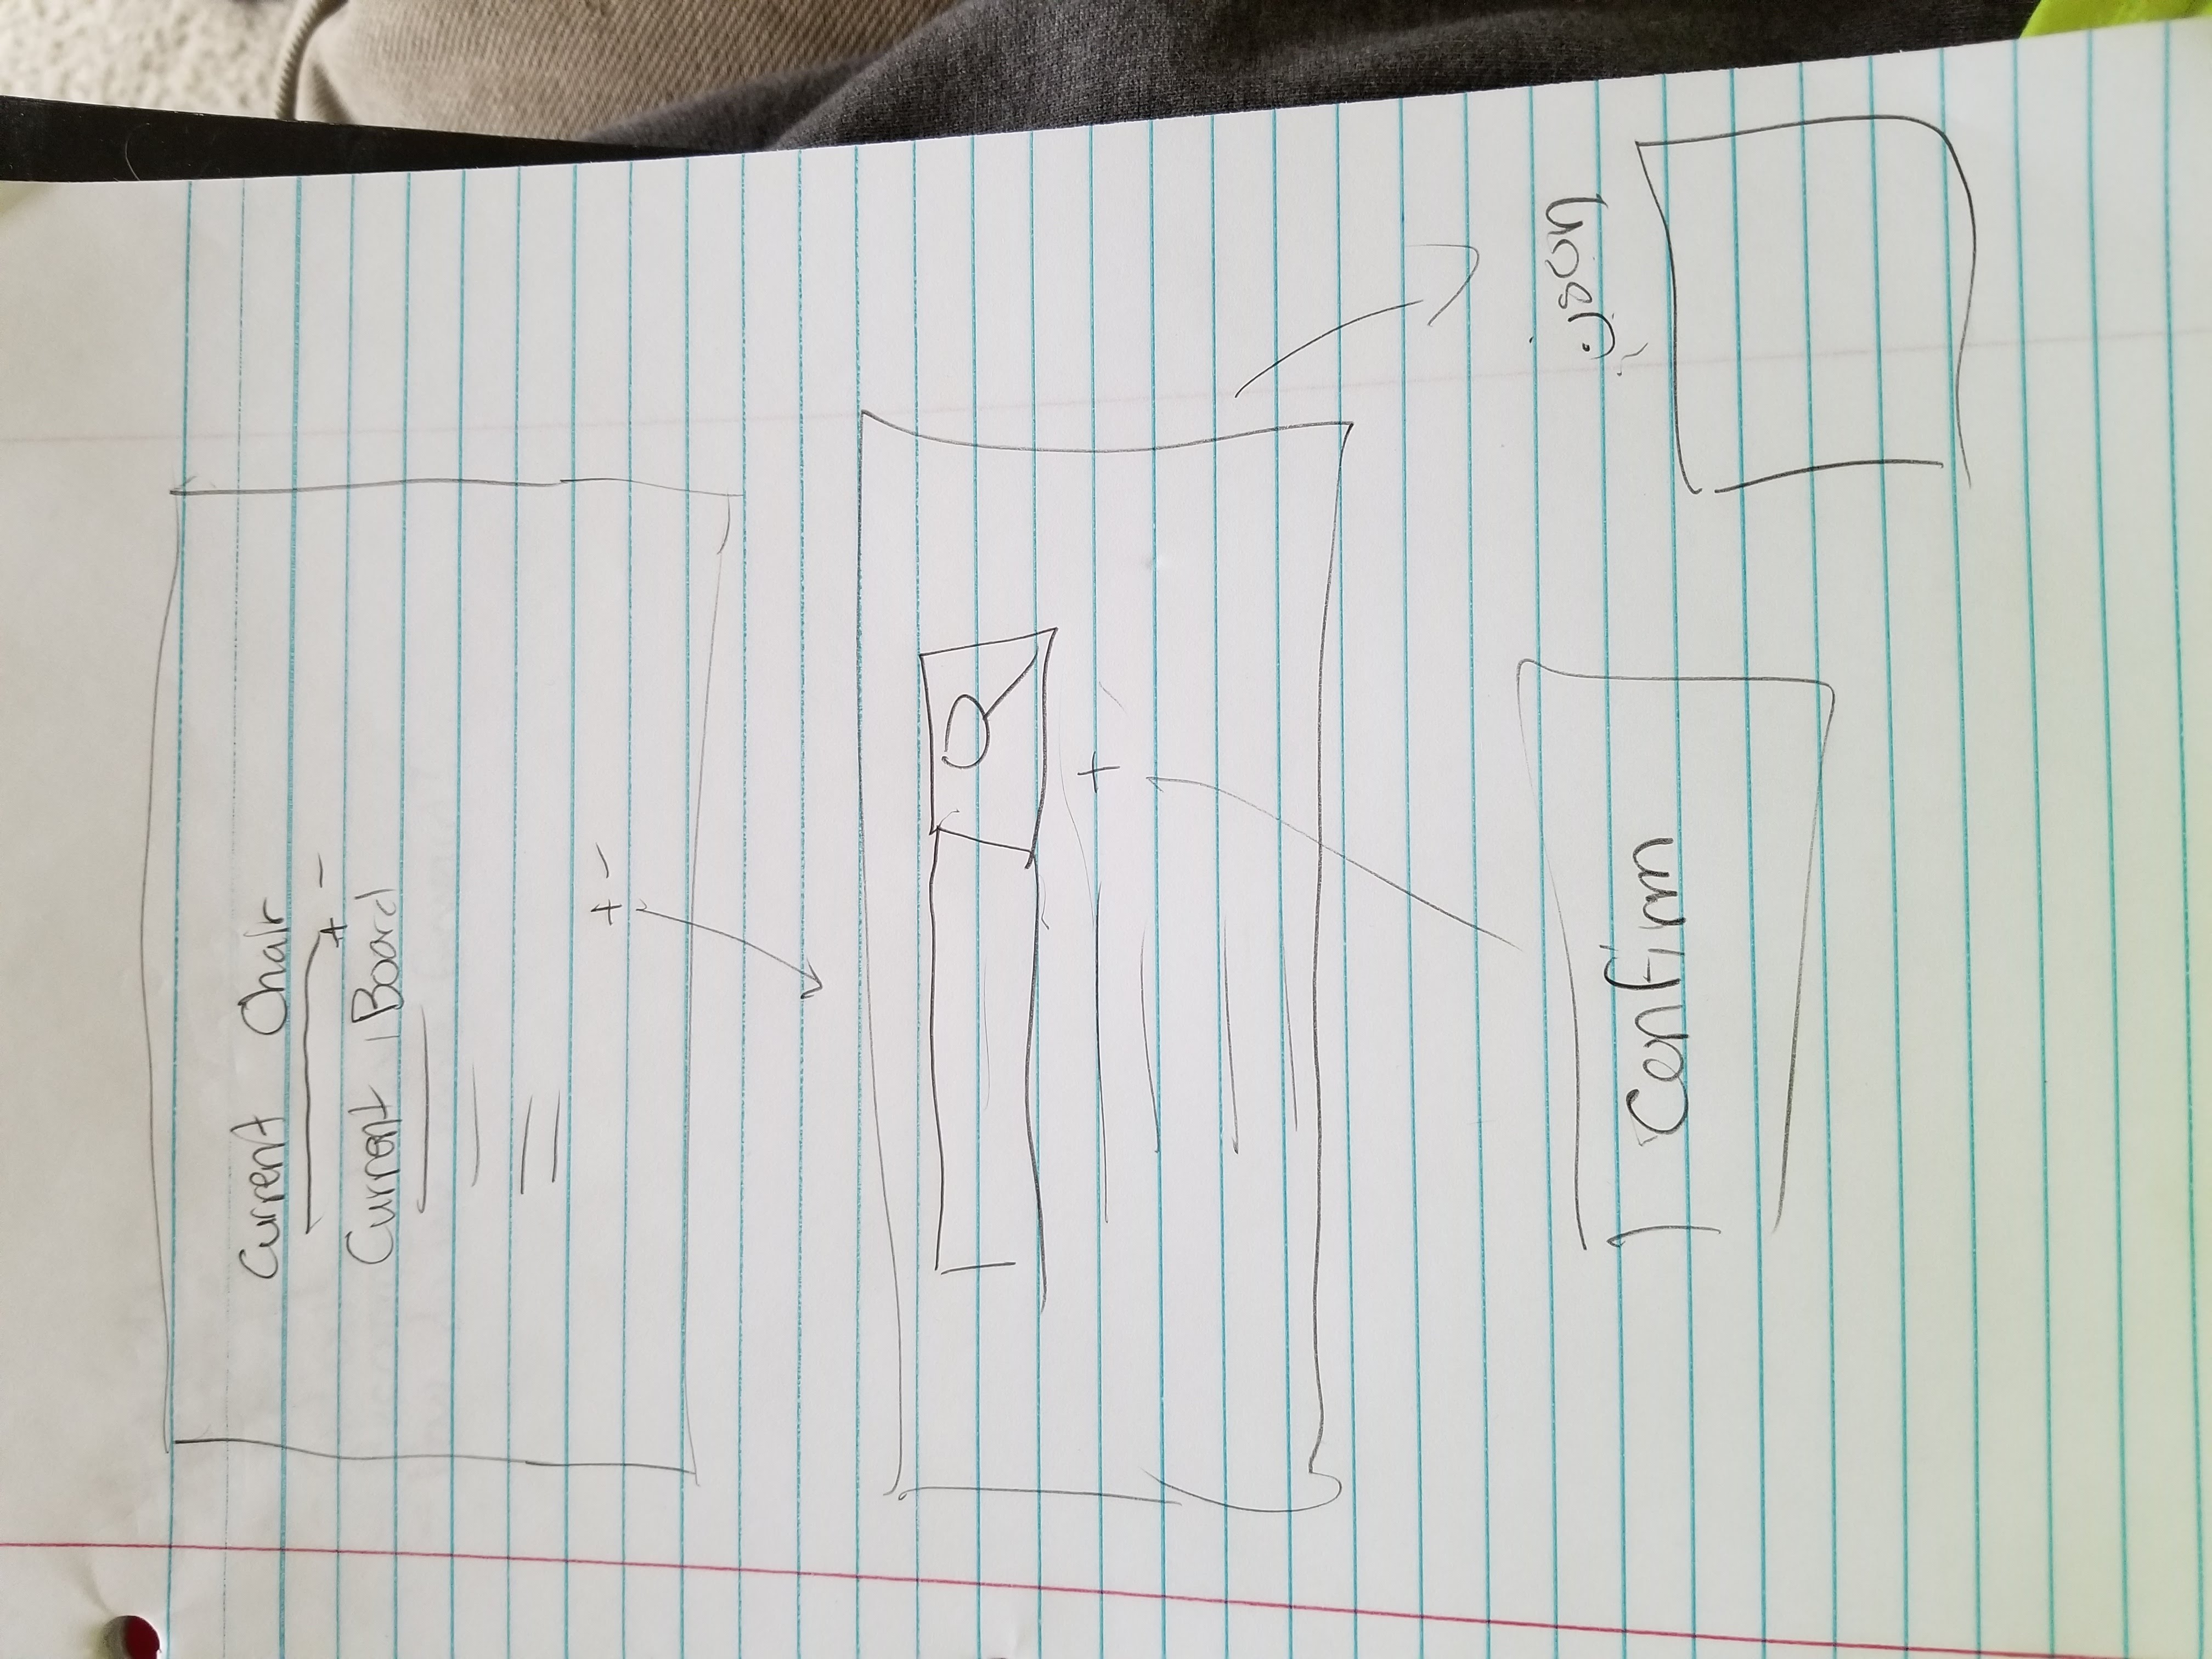 Current Chair
+ -
Current Board
+ -
+
Confirm
.json